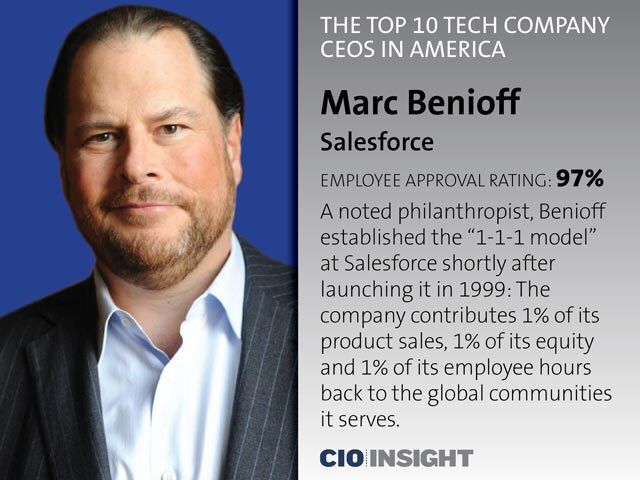 THE TOP 10 TECH COMPANY
CEOS IN AMERICA
Marc Benioff
Salesforce
EMPLOYEE APPROVAL RATING: 97%
A noted philanthropist, Benioff
established the “1-1-1 model”
at Salesforce shortly after
launching it in 1999: The
company contributes 1% of its
product sales, 1% of its equity
and 1% of its employee hours
back to the global communities
it serves.
CIO INSIGHT